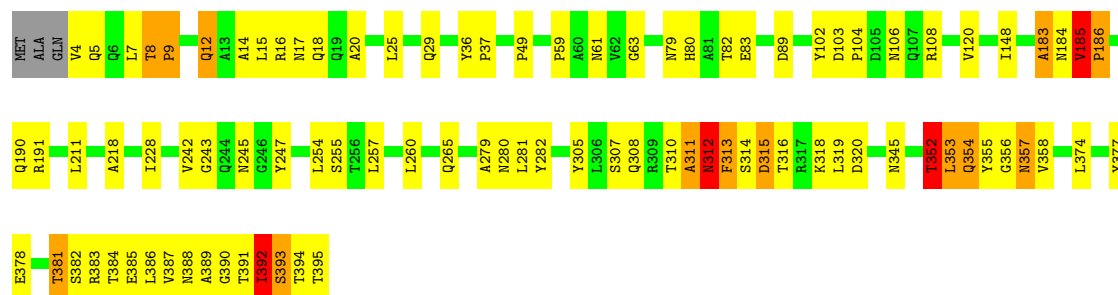 MET ALA GLN V4 Q5 Q6 L7 T8 P9 Q12 A13 A14 L15 R16 N17 Q18 Q19 A20 L25 Q29 Y36 P37 P49 P59 A60 N61 V62 G63 N79 H80 A81 T82 E83 D89 Y102 D103 P104 D105 N106 Q107 R108 V120 I148 A183 N184 V185 P186
Q190 R191 L211 A218 I228 V242 G243 Q244 N245 G246 Y247 L254 S255 T256 L257 L260 Q265 A279 N280 L281 Y282 Y305 L306 S307 Q308 R309 T310 A311 N312 F313 S314 D315 T316 R317 K318 L319 D320 N345 T352 L353 Q354 Y355 G356 N357 V358 L374 Y377
E378 T381 S382 R383 T384 E385 L386 V387 N388 A389 G390 T391 I392 S393 T394 T395